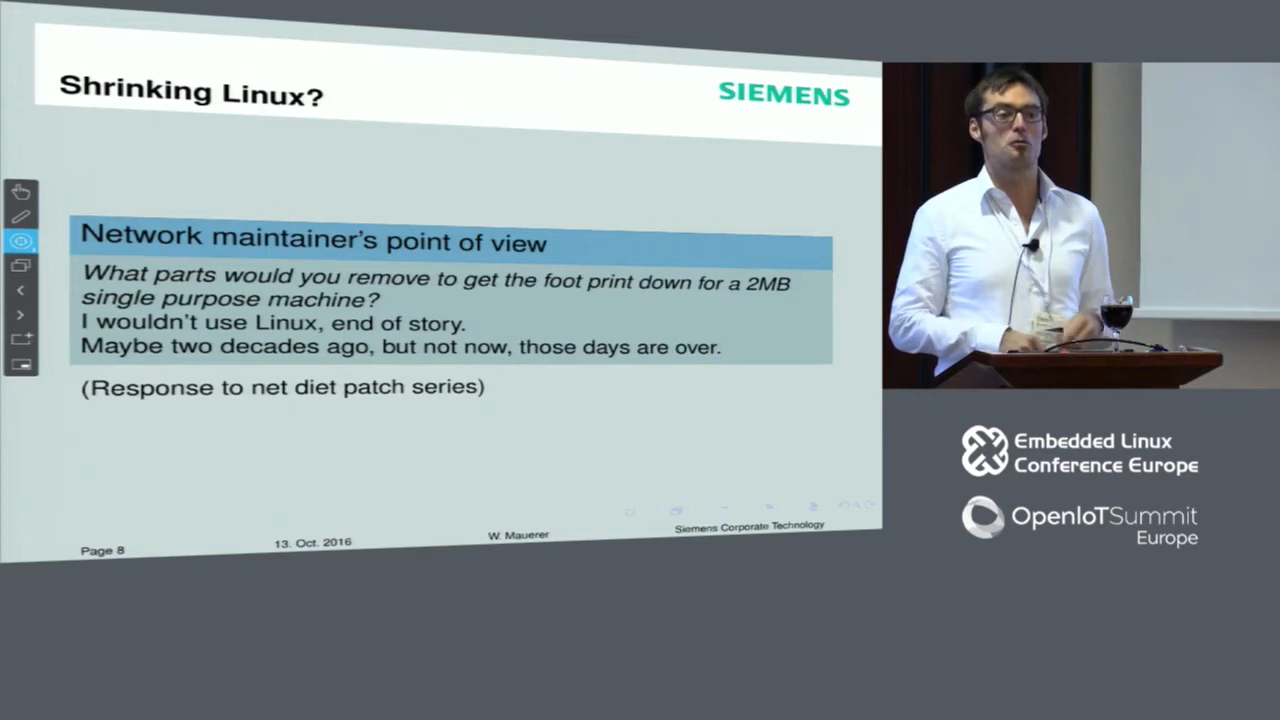 Shrinking Linux?
SIEMENS
Network maintainer's point of view
What parts would you remove to get the foot print down for a 2MB
single purpose machine?
I wouldn't use Linux, end of story.
Maybe two decades ago, but not now, those days are over.
(Response to net diet patch series)
Page 8
13. Oct. 2016
W. Mauerer
Siemens Corporate Technology
Embedded Linux
Conference Europe
OpenIoTSummit
Europe